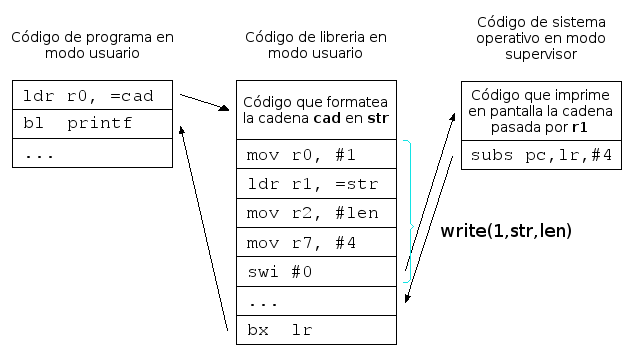 Código de programa en
modo usuario
ldr r0, =cad
bl  printf
...
Código de libreria en
modo usuario
Código que formatea
la cadena cad en str
mov r0, #1
ldr r1, =str
mov r2, #len
mov r7, #4
swi #0
...
bx  lr
write(1,str,len)
Código de sistema
operativo en modo
supervisor
Código que imprime
en pantalla la cadena
pasada por r1
subs pc,lr,#4